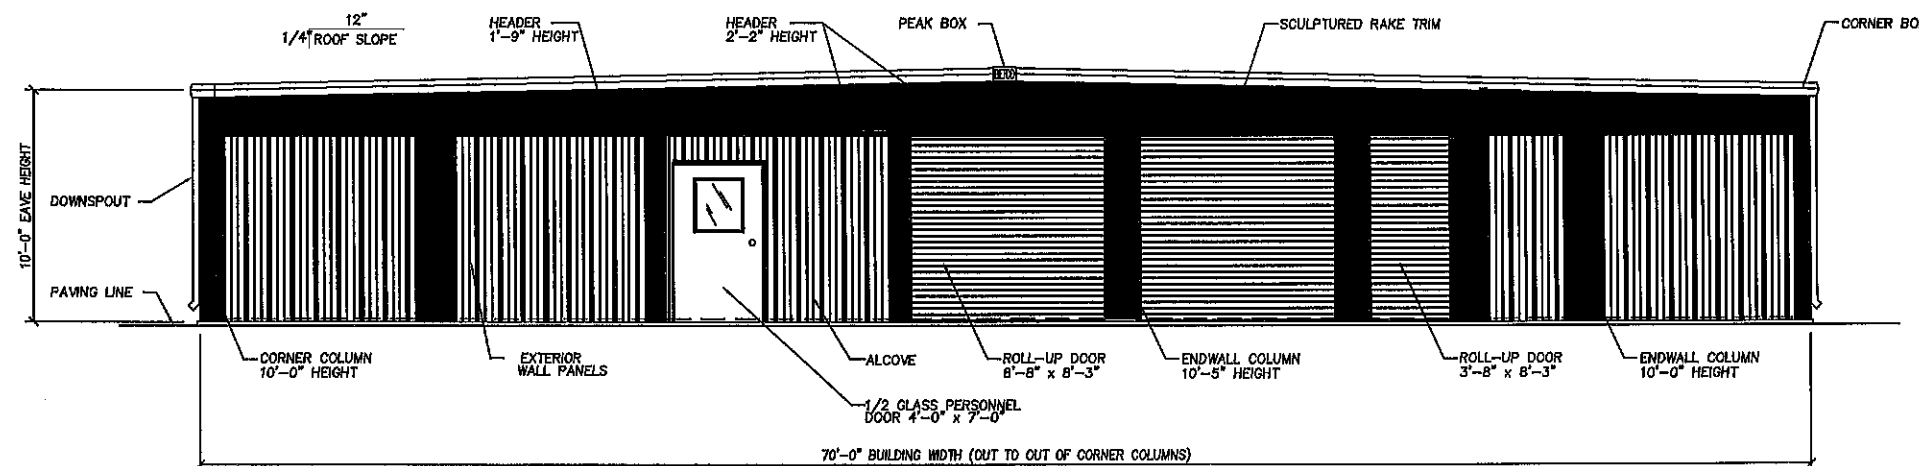 12"
1/4" ROOF SLOPE
HEADER
1'-9" HEIGHT
HEADER
2'-2" HEIGHT
PEAK BOX
SCULPTURED RAKE TRIM
CORNER BO
10'-0" EAVE HEIGHT
DOWNSPOUT
PAVING LINE
CORNER COLUMN
10'-0" HEIGHT
EXTERIOR
WALL PANELS
ALCOVE
ROLL-UP DOOR
8'-8" x 8'-3"
ENDWALL COLUMN
10'-5" HEIGHT
ROLL-UP DOOR
3'-8" x 8'-3"
ENDWALL COLUMN
10'-0" HEIGHT
1/2 GLASS PERSONNEL
DOOR 4'-0" x 7'-0"
70'-0" BUILDING WIDTH (OUT TO OUT OF CORNER COLUMNS)